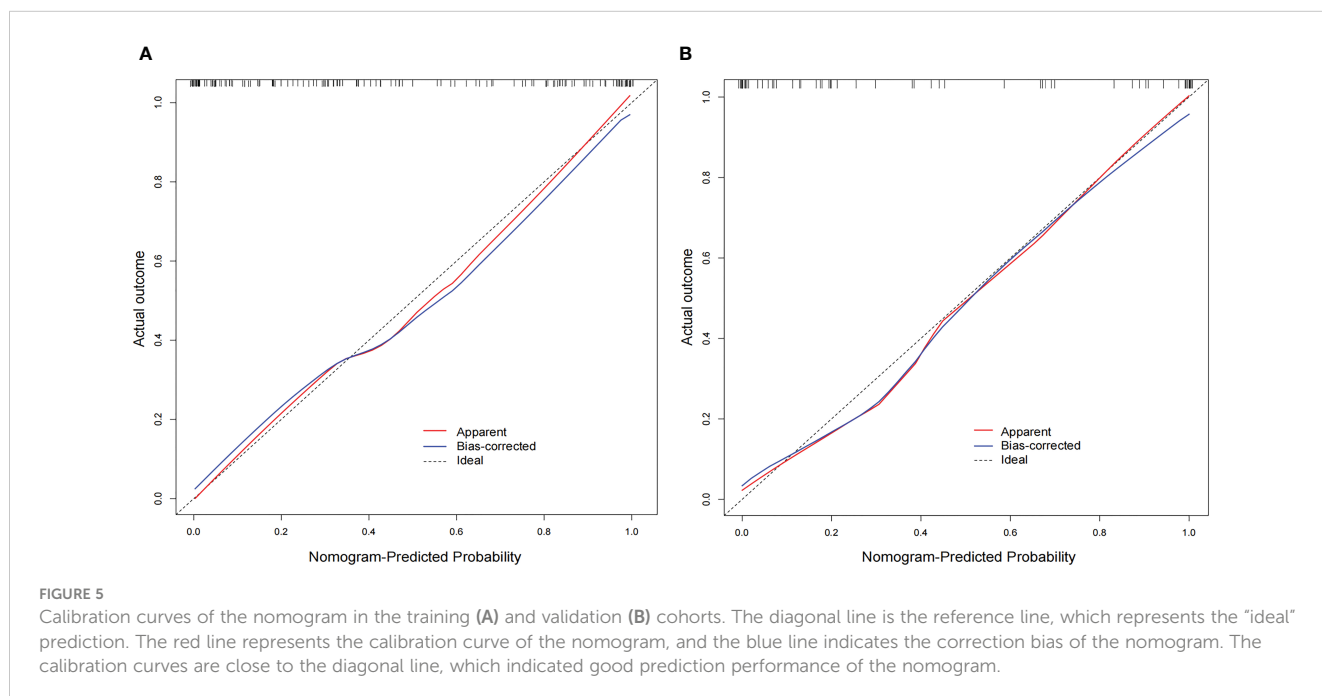 A
B
1.0
0.8
0.6
0.4
0.2
0.0
Actual outcome
Apparent
Bias-corrected
Ideal
0.0 0.2 0.4 0.6 0.8 1.0
Nomogram-Predicted Probability
1.0
0.8
0.6
0.4
0.2
0.0
Actual outcome
Apparent
Bias-corrected
Ideal
0.0 0.2 0.4 0.6 0.8 1.0
Nomogram-Predicted Probability
FIGURE 5
Calibration curves of the nomogram in the training (A) and validation (B) cohorts. The diagonal line is the reference line, which represents the “ideal”
prediction. The red line represents the calibration curve of the nomogram, and the blue line indicates the correction bias of the nomogram. The
calibration curves are close to the diagonal line, which indicated good prediction performance of the nomogram.